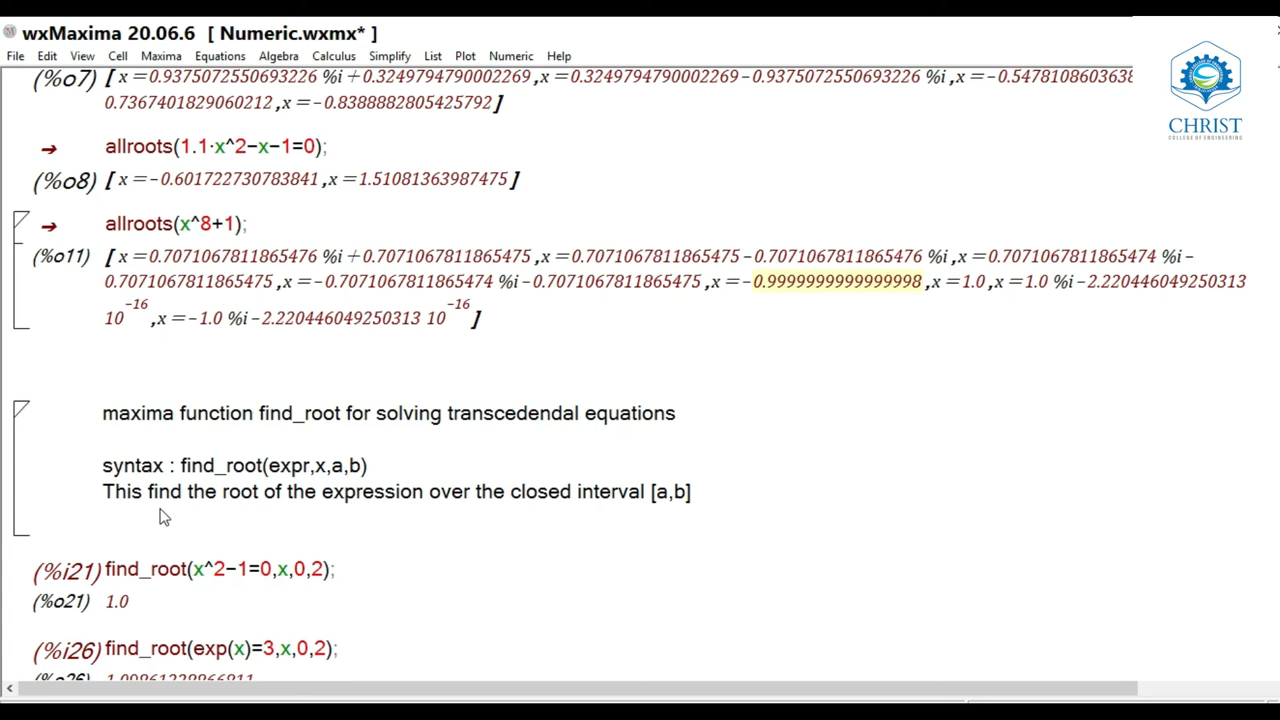 wxMaxima 20.06.6 [ Numeric.wxmx* ]
File Edit View Cell Maxima Equations Algebra Calculus Simplify List Plot Numeric Help
(%o7) [ x=0.9375072550693226 %i+0.3249794790002269 ,x=0.3249794790002269−0.9375072550693226 %i ,x=−0.5478108603638
0.7367401829060212 ,x=−0.8388882805425792 ]
CHRIST
COLLEGE OF ENGINEERING
→ allroots(1.1·x^2−x−1=0);
(%o8) [ x=−0.601722730783841 ,x=1.51081363987475 ]
→ allroots(x^8+1);
(%o11) [ x=0.7071067811865476 %i+0.7071067811865475 ,x=0.7071067811865475−0.7071067811865476 %i ,x=0.7071067811865474 %i−
0.7071067811865475 ,x=−0.7071067811865474 %i−0.7071067811865475 ,x=−0.9999999999999998 ,x=1.0 ,x=1.0 %i−2.220446049250313
10^−16 ,x=−1.0 %i−2.220446049250313 10^−16 ]
maxima function find_root for solving transcedendal equations
syntax : find_root(expr,x,a,b)
This find the root of the expression over the closed interval [a,b]
(%i21) find_root(x^2−1=0,x,0,2);
(%o21) 1.0
(%i26) find_root(exp(x)=3,x,0,2);